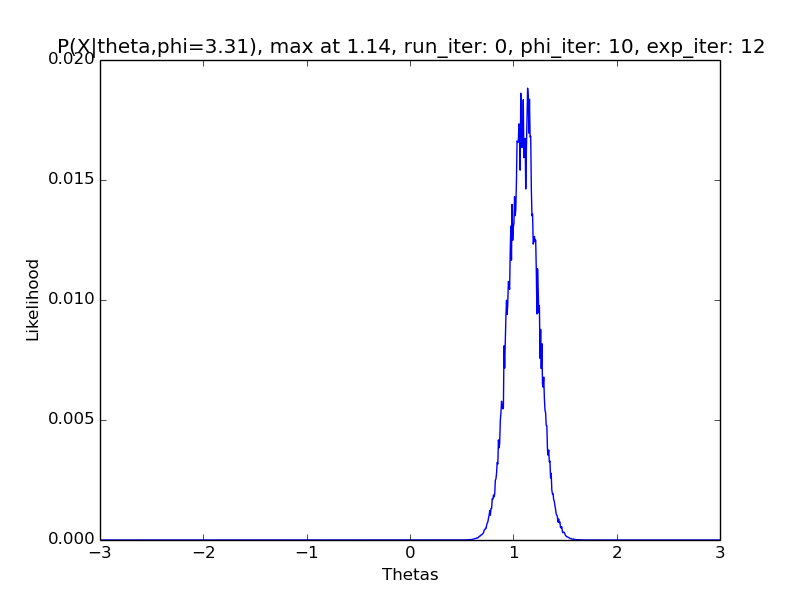 P(X|theta,phi=3.31), max at 1.14, run_iter: 0, phi_iter: 10, exp_iter: 12
0.020
0.015
0.010
0.005
0.000
Likelihood
−3 −2 −1 0 1 2 3
Thetas